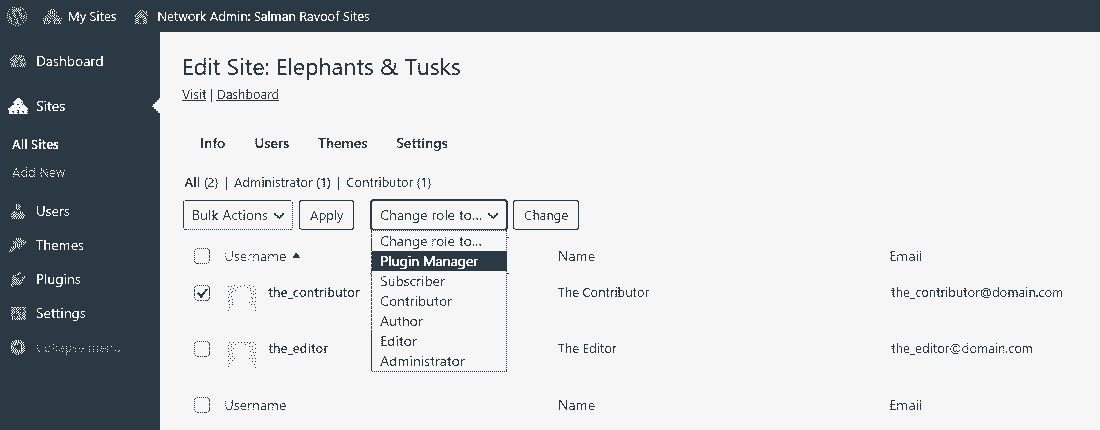 My Sites Network Admin: Salman Ravoof Sites
Dashboard
Sites
All Sites
Add New
Users
Themes
Plugins
Settings
Collapse menu
Edit Site: Elephants & Tusks
Visit | Dashboard
Info Users Themes Settings
All (2) | Administrator (1) | Contributor (1)
Bulk Actions Apply Change role to... Change
Change role to...
Plugin Manager
Subscriber
Contributor
Author
Editor
Administrator
Username Name Email
the_contributor The Contributor the_contributor@domain.com
the_editor The Editor the_editor@domain.com
Username Name Email